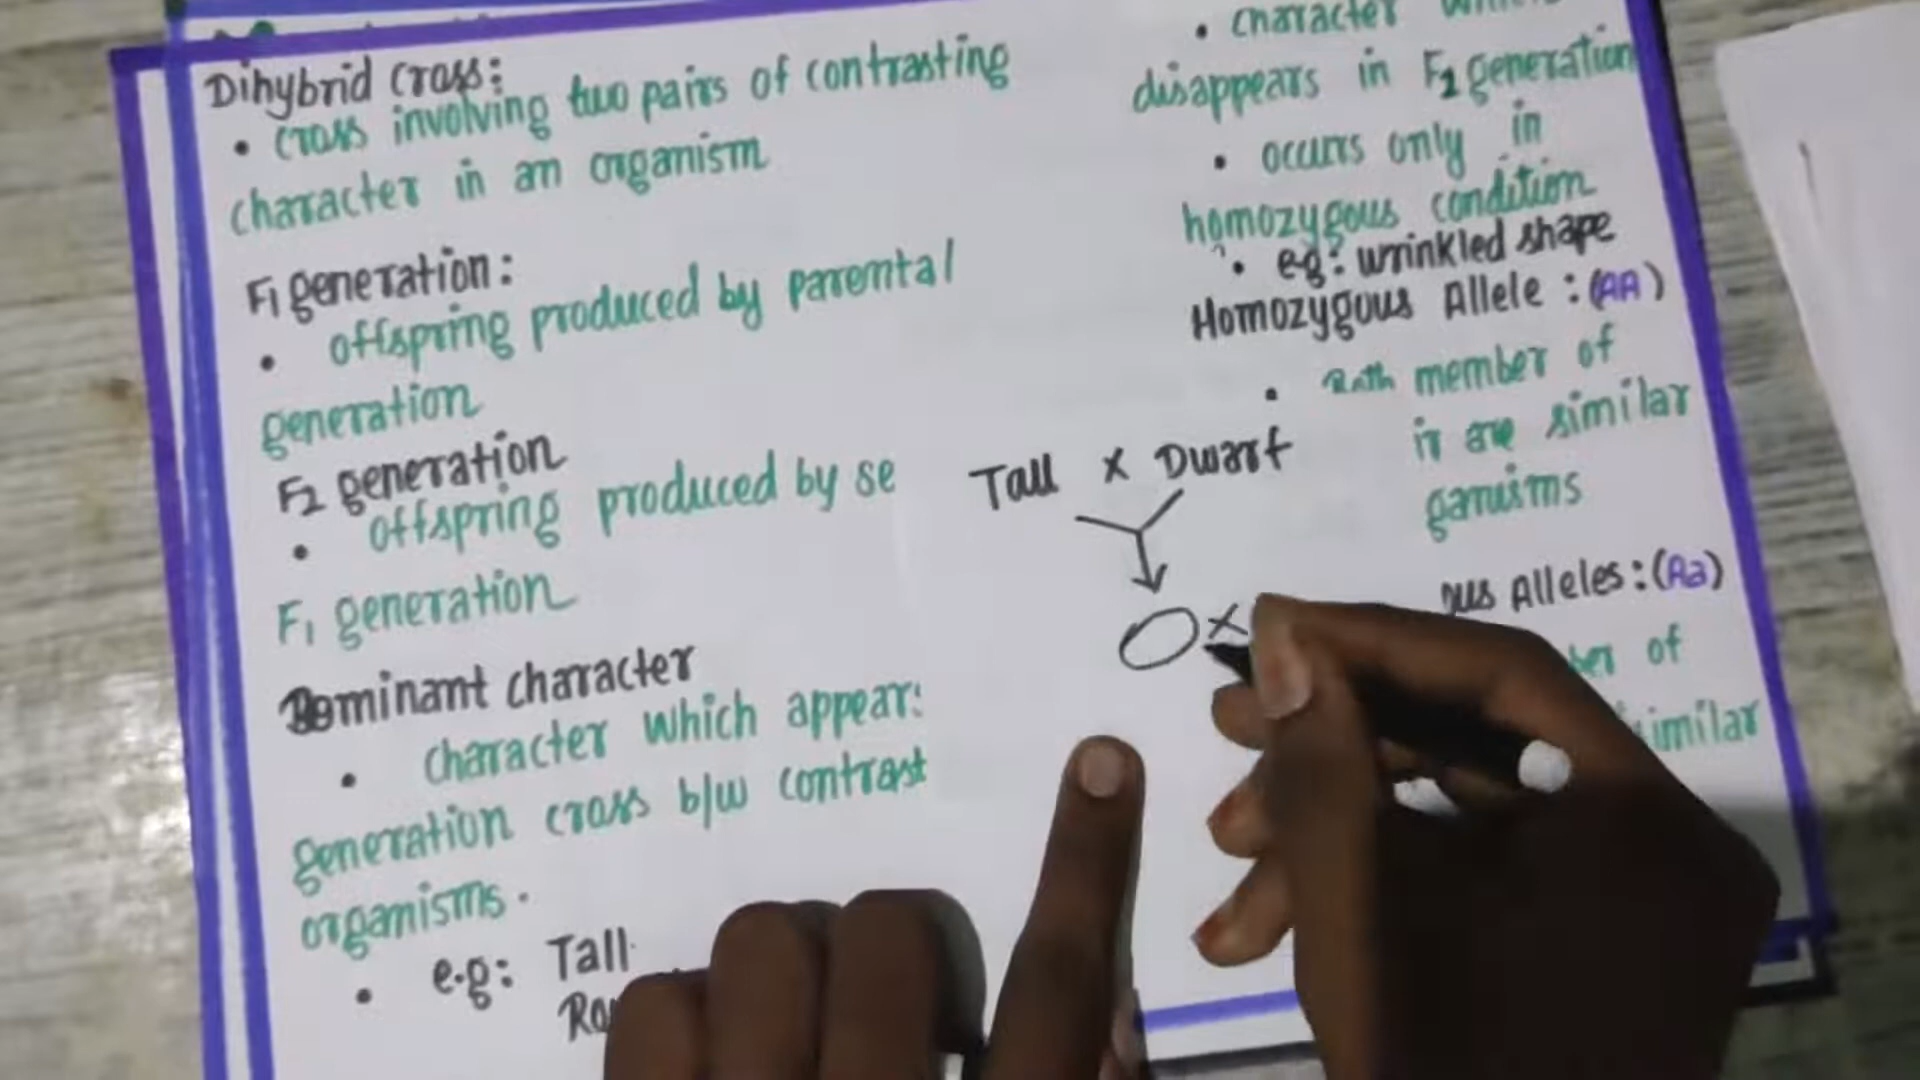 Dihybrid Cross:
• Cross involving two pairs of contrasting
character in an organism
F1 generation:
• offspring produced by parental
generation
F2 generation
• offspring produced by se
F1 generation
Dominant character
• character which appear
generation cross b/w contrast
organisms.
• e.g: Tall
Tall x Dwarf
x
• character
disappears in F1 generation
• occurs only in
homozygous condition
• eg: wrinkled shape
Homozygous Allele : (AA)
• member of
are similar
Alleles : (Aa)
of